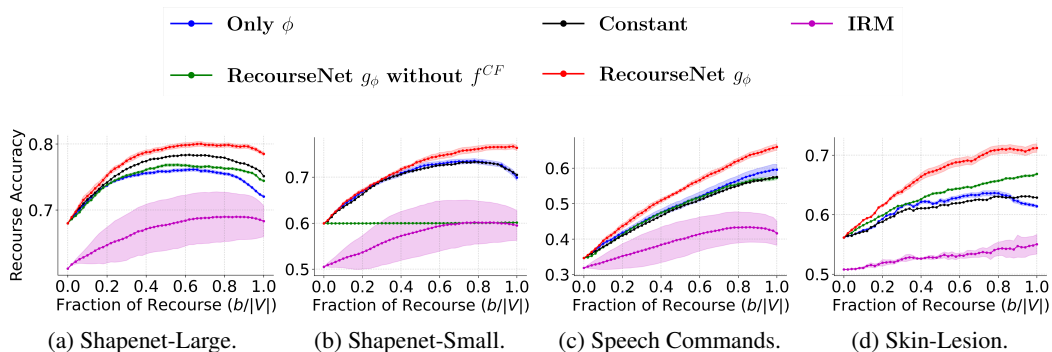 Only ϕ
Constant
IRM
RecourseNet gϕ without f^CF
RecourseNet gϕ
Recourse Accuracy
0.8
0.7
0.0 0.2 0.4 0.6 0.8 1.0
Fraction of Recourse (b/|V|)
(a) Shapenet-Large.
0.7
0.6
0.5
0.0 0.2 0.4 0.6 0.8 1.0
Fraction of Recourse (b/|V|)
(b) Shapenet-Small.
0.6
0.5
0.4
0.3
0.0 0.2 0.4 0.6 0.8 1.0
Fraction of Recourse (b/|V|)
(c) Speech Commands.
0.7
0.6
0.5
0.0 0.2 0.4 0.6 0.8 1.0
Fraction of Recourse (b/|V|)
(d) Skin-Lesion.